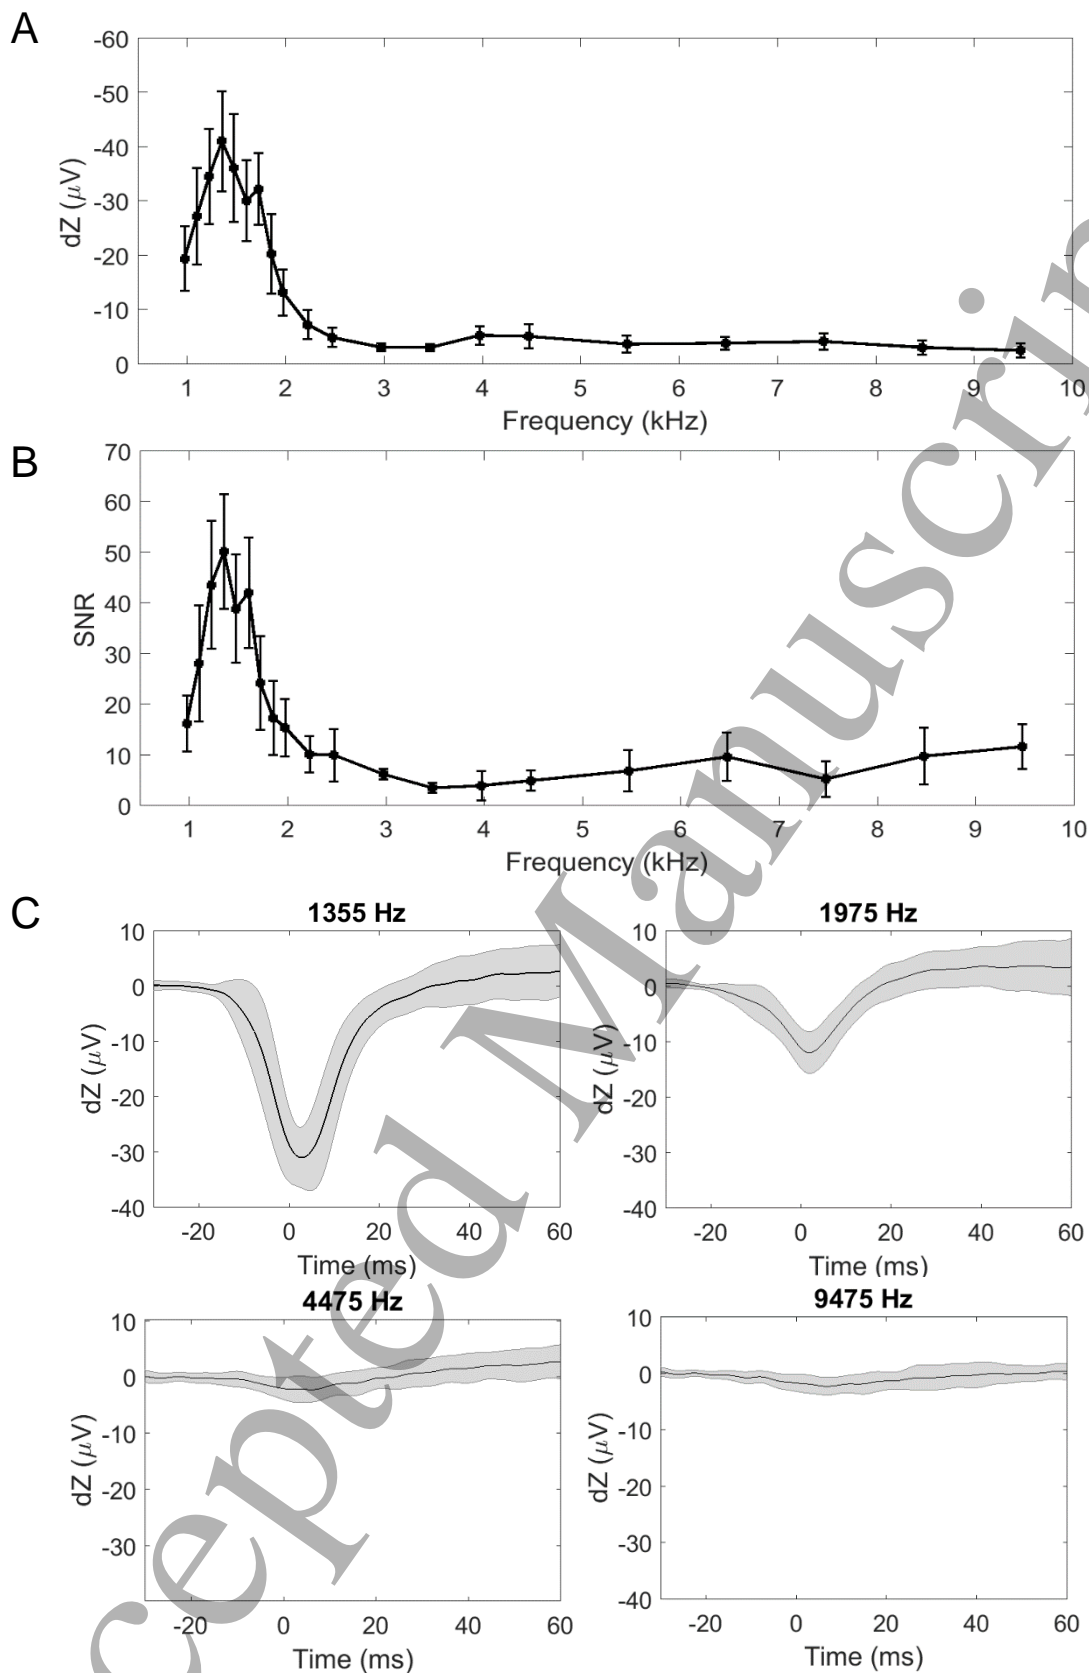 A
-60
-50
-40
-30
-20
-10
0
dZ (μV)
1 2 3 4 5 6 7 8 9 10
Frequency (kHz)
B
70
60
50
40
30
20
10
0
SNR
1 2 3 4 5 6 7 8 9 10
Frequency (kHz)
C
1355 Hz
10
0
-10
-20
-30
-40
dZ (μV)
-20 0 20 40 60
Time (ms)
1975 Hz
10
0
-10
-20
-30
-40
dZ (μV)
-20 0 20 40 60
Time (ms)
4475 Hz
10
0
-10
-20
-30
dZ (μV)
-20 0 20 40 60
Time (ms)
9475 Hz
10
0
-10
-20
-30
-40
dZ (μV)
-20 0 20 40 60
Time (ms)
cepted Manuscrip